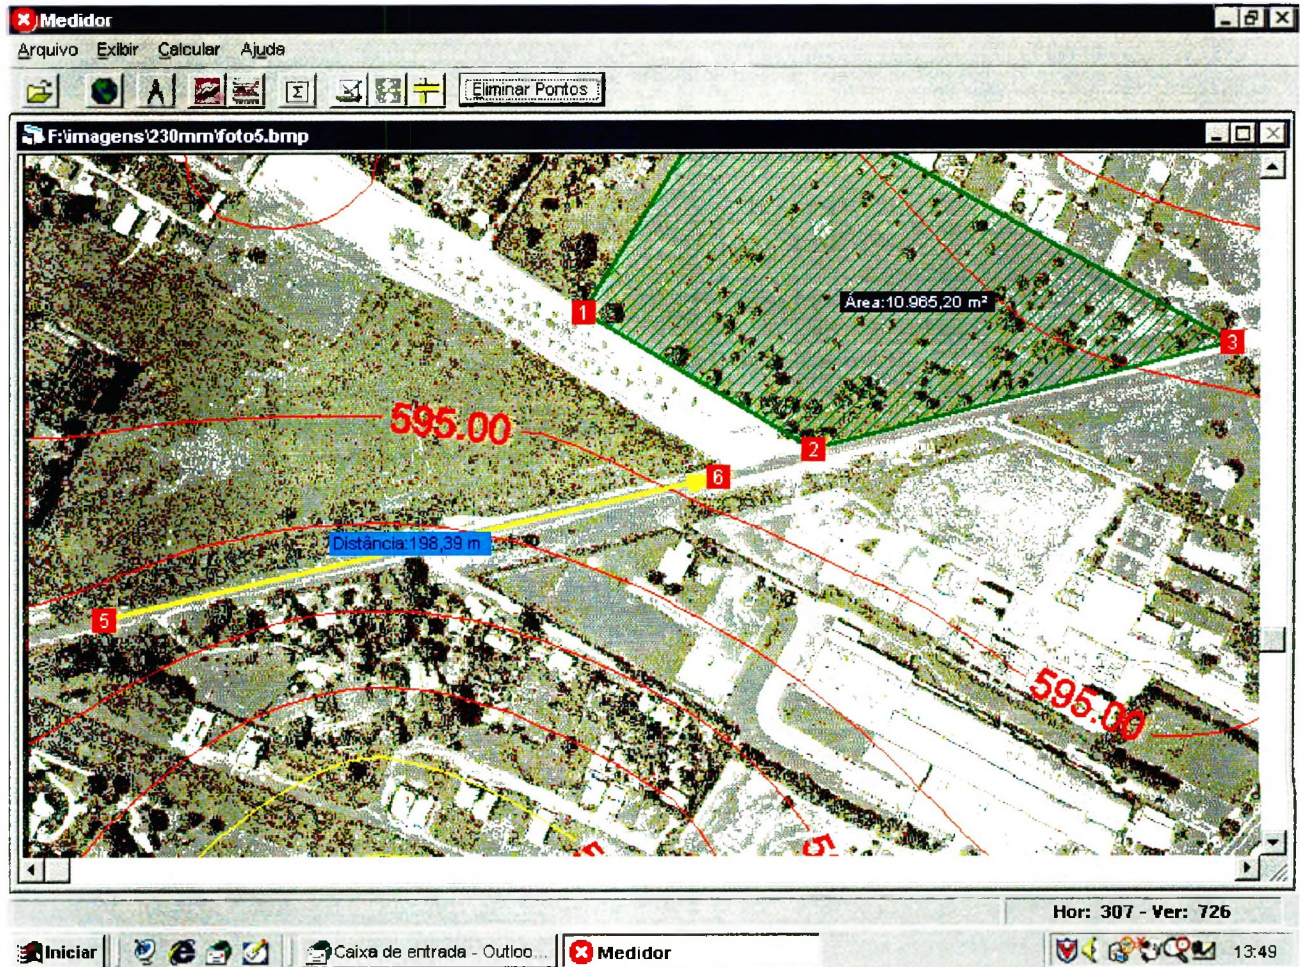 Medidor
Arquivo Exibir Calcular Ajuda
Eliminar Pontos
F:\imagens\230mm\foto5.bmp
1
Área:10.965,20 m²
3
595.00
2
6
Distância:198,39 m
5
595.00
5
Hor: 307 - Ver: 726
Iniciar Caixa de entrada - Outloo... Medidor 13:49